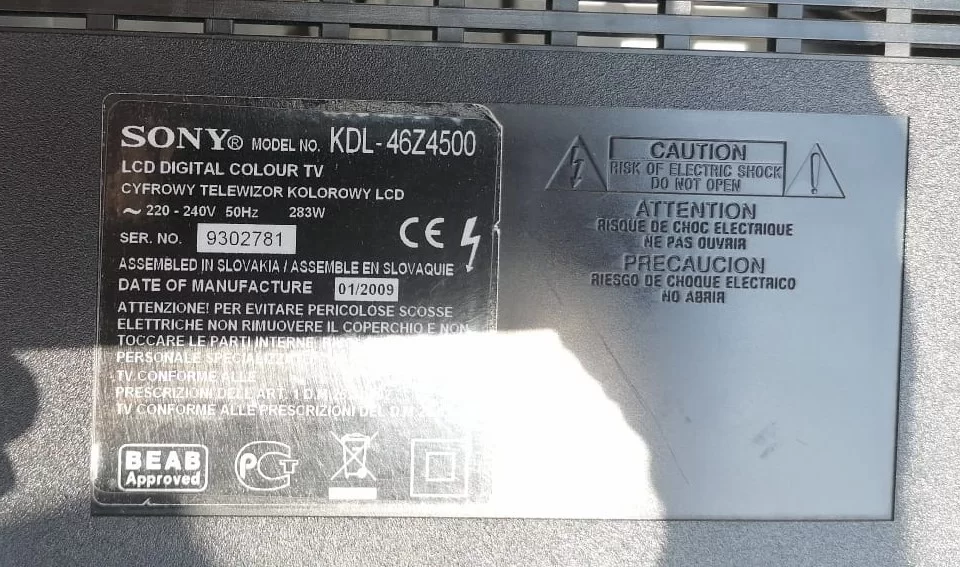 SONY® MODEL NO. KDL-46Z4500
LCD DIGITAL COLOUR TV
CYFROWY TELEWIZOR KOLOROWY LCD
~ 220 - 240V 50Hz 283W
SER. NO. 9302781
CE
ASSEMBLED IN SLOVAKIA / ASSEMBLE EN SLOVAQUIE
DATE OF MANUFACTURE 01/2009
ATTENZIONE! PER EVITARE PERICOLOSE SCOSSE
ELETTRICHE NON RIMUOVERE IL COPERCHIO E NON
TOCCARE LE PARTI INTERNE,
PERSONALE
TV CONFORME ALLE
PRESCRIZIONI DELL'ART. 1 D.M.
TV CONFORME ALLE PRESCRIZIONI DEL D.M.
BEAB
Approved
PCT
CAUTION
RISK OF ELECTRIC SHOCK
DO NOT OPEN
ATTENTION
RISQUE DE CHOC ELECTRIQUE
NE PAS OUVRIR
PRECAUCION
RIESGO DE CHOQUE ELECTRICO
NO ABRIR